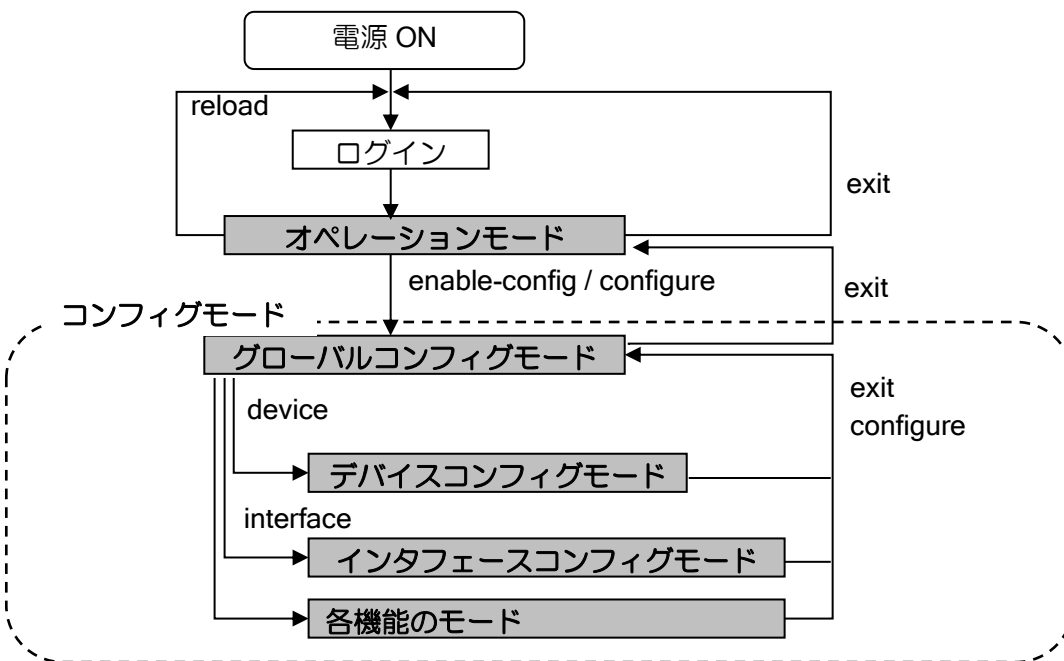 電源 ON
reload
ログイン
exit
オペレーションモード
enable-config / configure
exit
コンフィグモード
グローバルコンフィグモード
exit
configure
device
デバイスコンフィグモード
interface
インタフェースコンフィグモード
各機能のモード